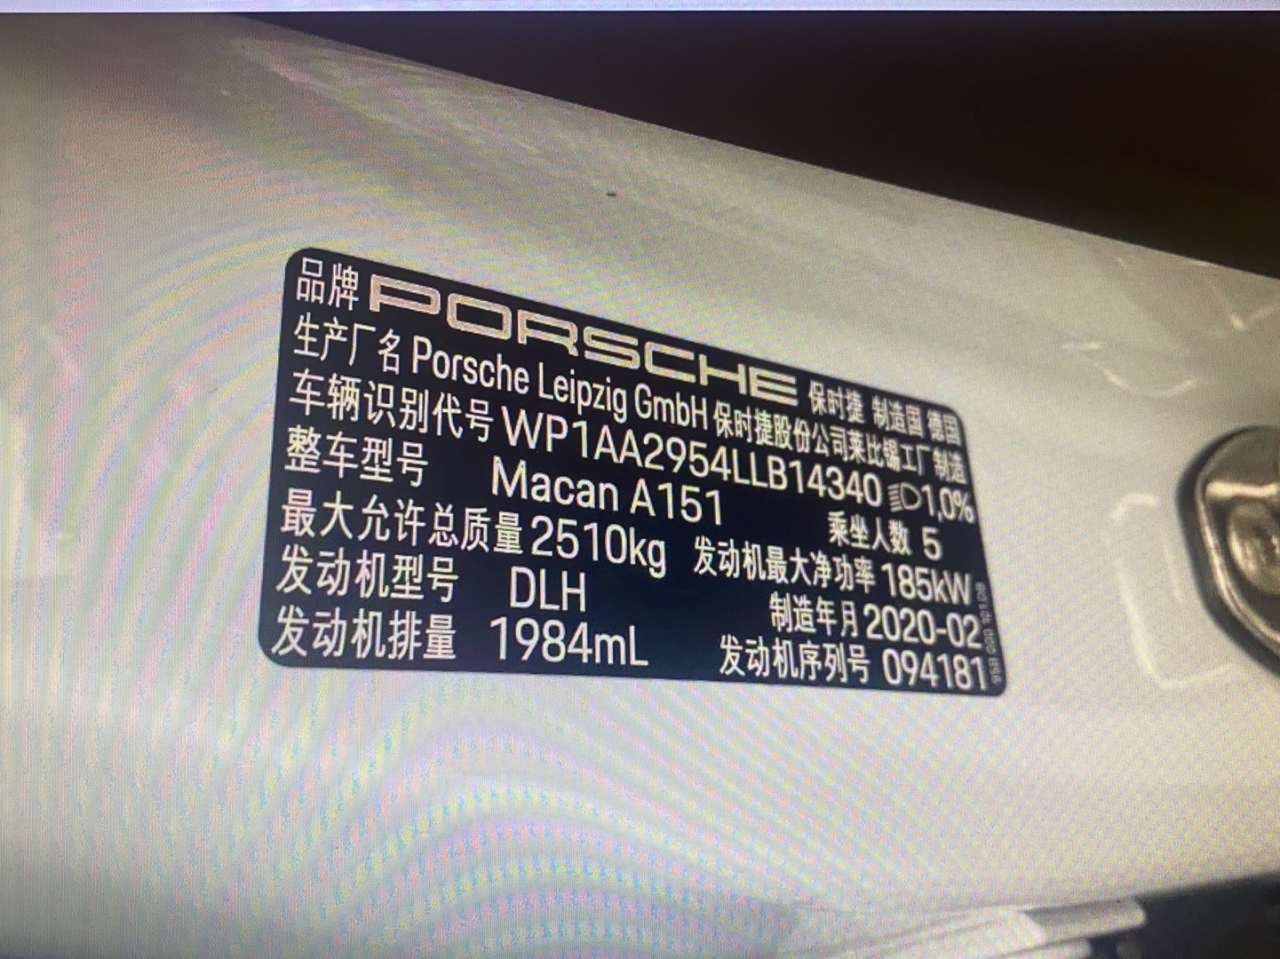 品牌 PORSCHE 保时捷 制造国 德国
生产厂名 Porsche Leipzig GmbH 保时捷股份公司莱比锡工厂制造
车辆识别代号 WP1AA2954LLB14340 1,0%
整车型号 Macan A151 乘坐人数 5
最大允许总质量 2510kg 发动机最大净功率 185kW
发动机型号 DLH 制造年月 2020-02
发动机排量 1984mL 发动机序列号 094181